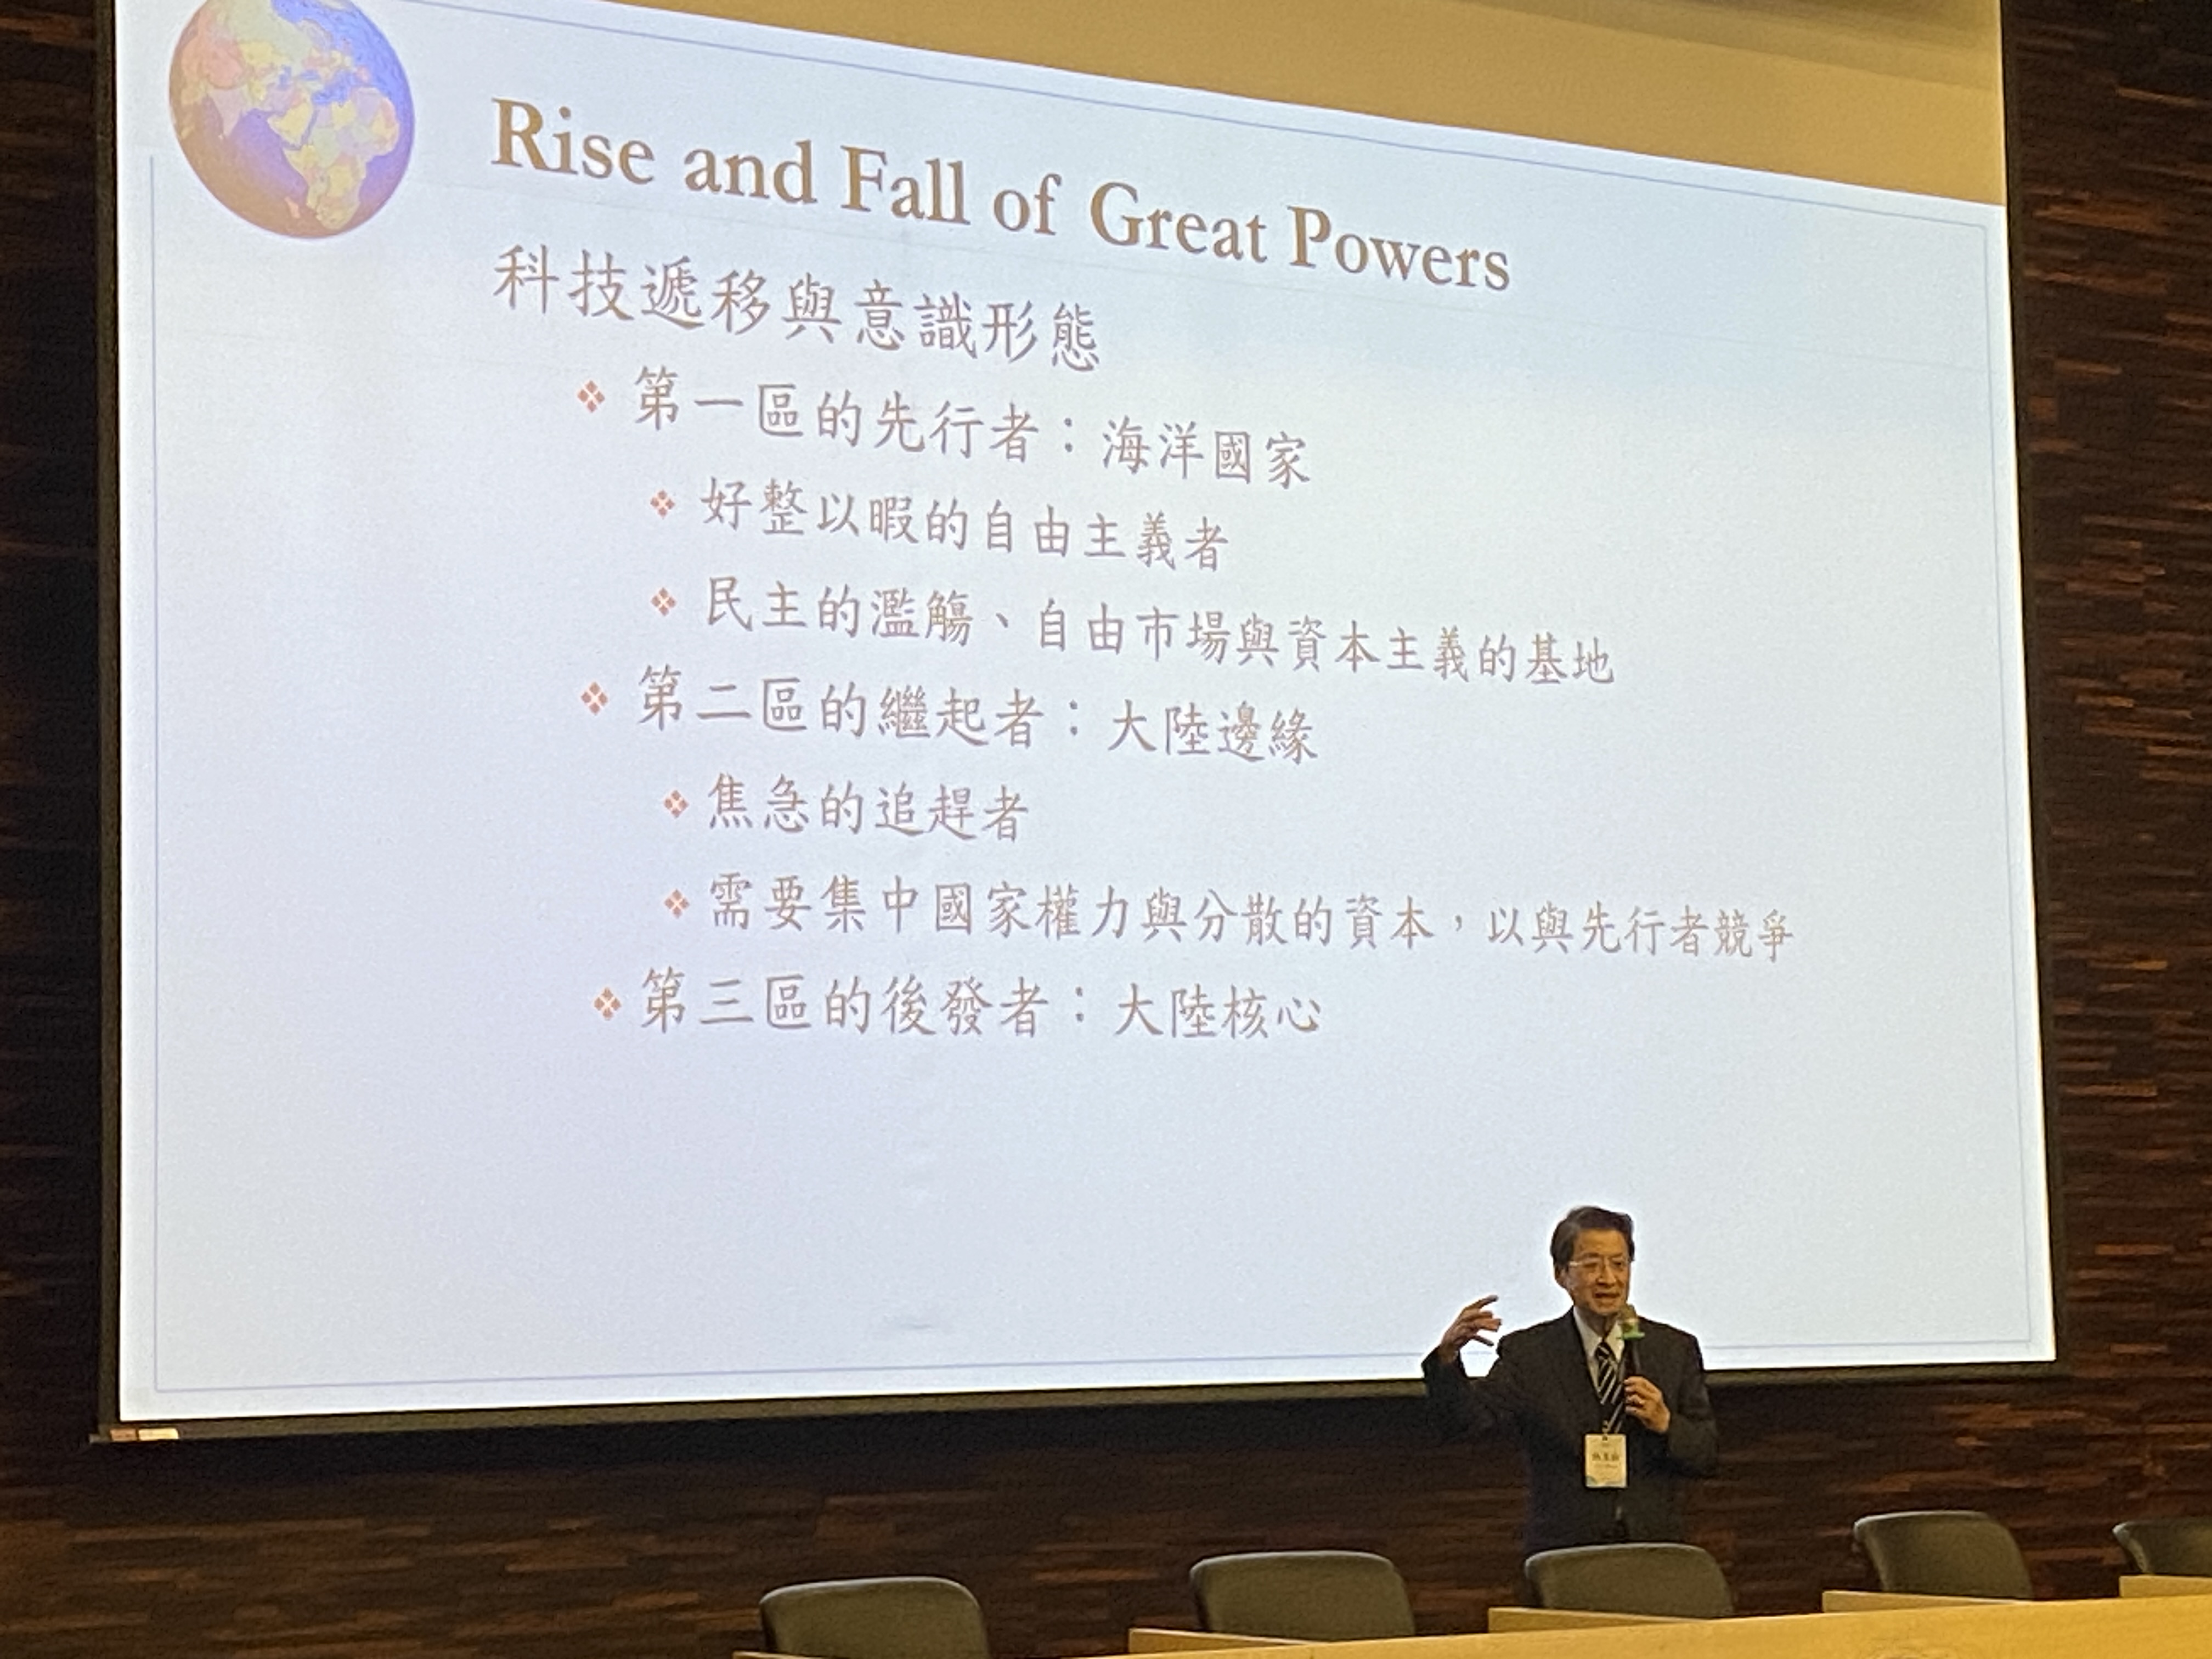 Rise and Fall of Great Powers
科技遞移與意識形態
第一區的先行者：海洋國家
好整以暇的自由主義者
民主的濫觴、自由市場與資本主義的基地
第二區的繼起者：大陸邊緣
焦急的追趕者
需要集中國家權力與分散的資本，以與先行者競爭
第三區的後發者：大陸核心